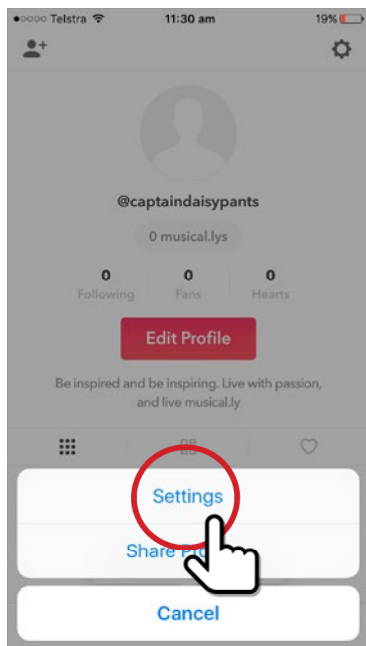 Telstra 11:30 am 19%
@captaindaisypants
0 musical.lys
0 0 0
Following Fans Hearts
Edit Profile
Be inspired and be inspiring. Live with passion,
and live musical.ly
Settings
Share
Cancel